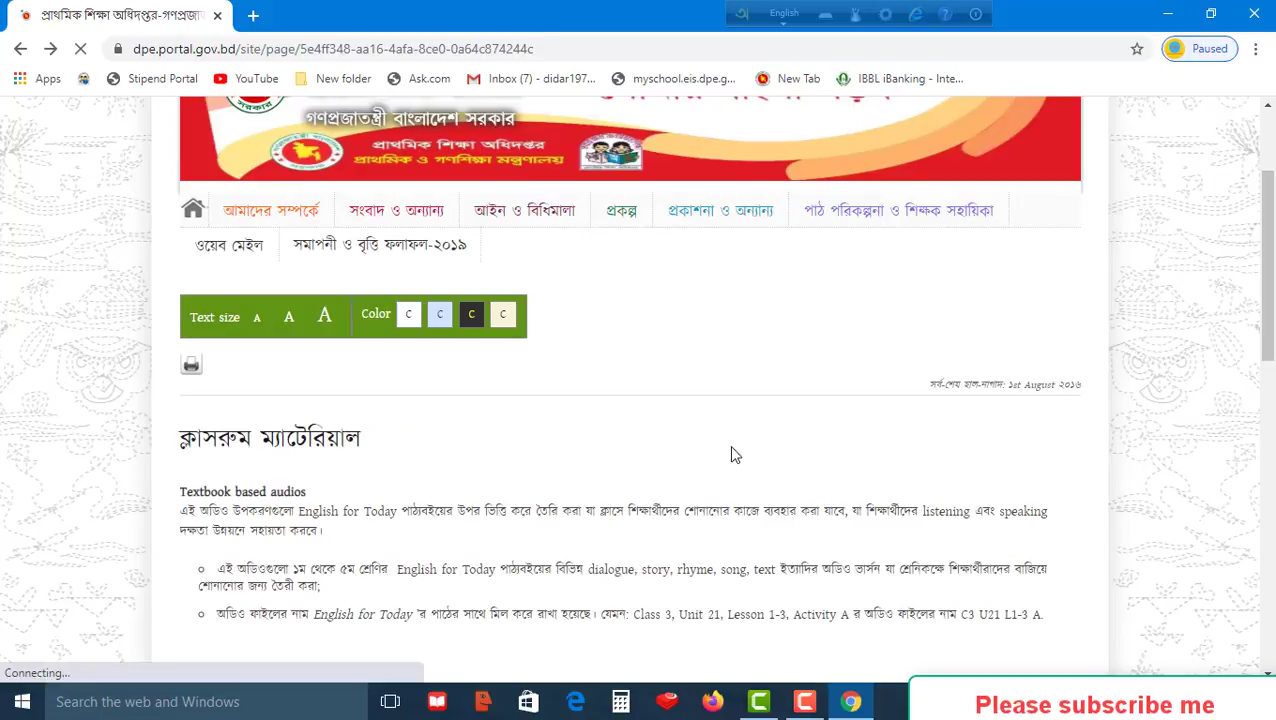 প্রাথমিক শিক্ষা অধিদপ্তর-গণপ্রজাত
English
dpe.portal.gov.bd/site/page/5e4ff348-aa16-4afa-8ce0-0a64c874244c
Paused
Apps
Stipend Portal
YouTube
New folder
Ask.com
Inbox (7) - didar197...
myschool.eis.dpe.g...
New Tab
IBBL iBanking - Inte...
সরকার
গণপ্রজাতন্ত্রী বাংলাদেশ সরকার
প্রাথমিক শিক্ষা অধিদপ্তর
প্রাথমিক ও গণশিক্ষা মন্ত্রণালয়
আমাদের সম্পর্কে
সংবাদ ও অন্যান্য
আইন ও বিধিমালা
প্রকল্প
প্রকাশনা ও অন্যান্য
পাঠ পরিকল্পনা ও শিক্ষক সহায়িকা
ওয়েব মেইল
সমাপনী ও বৃত্তি ফলাফল-২০১৯
Text size A A A Color C C C C
সর্ব-শেষ হাল-নাগাদ: ১st August ২০১৬
ক্লাসরুম ম্যাটেরিয়াল
Textbook based audios
এই অডিও উপকরণগুলো English for Today পাঠ্যবইয়ের উপর ভিত্তি করে তৈরি করা যা ক্লাসে শিক্ষার্থীদের শোনানোর কাজে ব্যবহার করা যাবে, যা শিক্ষার্থীদের listening এবং speaking
দক্ষতা উন্নয়নে সহায়তা করবে।
এই অডিওগুলো ১ম থেকে ৫ম শ্রেণির English for Today পাঠ্যবইয়ের বিভিন্ন dialogue, story, rhyme, song, text ইত্যাদির অডিও ভার্সন যা শ্রেনিকক্ষে শিক্ষার্থীরাদের বাজিয়ে
শোনানোর জন্য তৈরী করা;
অডিও ফাইলের নাম English for Today 'র পাঠের সাথে মিল করে রাখা হয়েছে। যেমন: Class 3, Unit 21, Lesson 1-3, Activity A র অডিও ফাইলের নাম C3 U21 L1-3 A.
Connecting...
Search the web and Windows
Please subscribe me